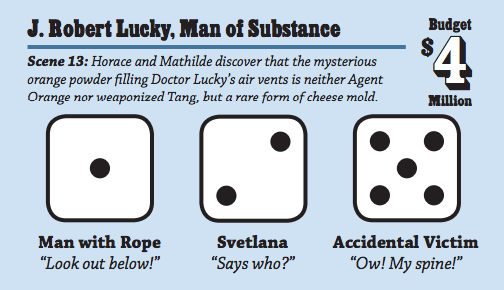 J. Robert Lucky, Man of Substance
Budget
$4
Million
Scene 13: Horace and Mathilde discover that the mysterious
orange powder filling Doctor Lucky's air vents is neither Agent
Orange nor weaponized Tang, but a rare form of cheese mold.
Man with Rope
"Look out below!"
Svetlana
"Says who?"
Accidental Victim
"Ow! My spine!"